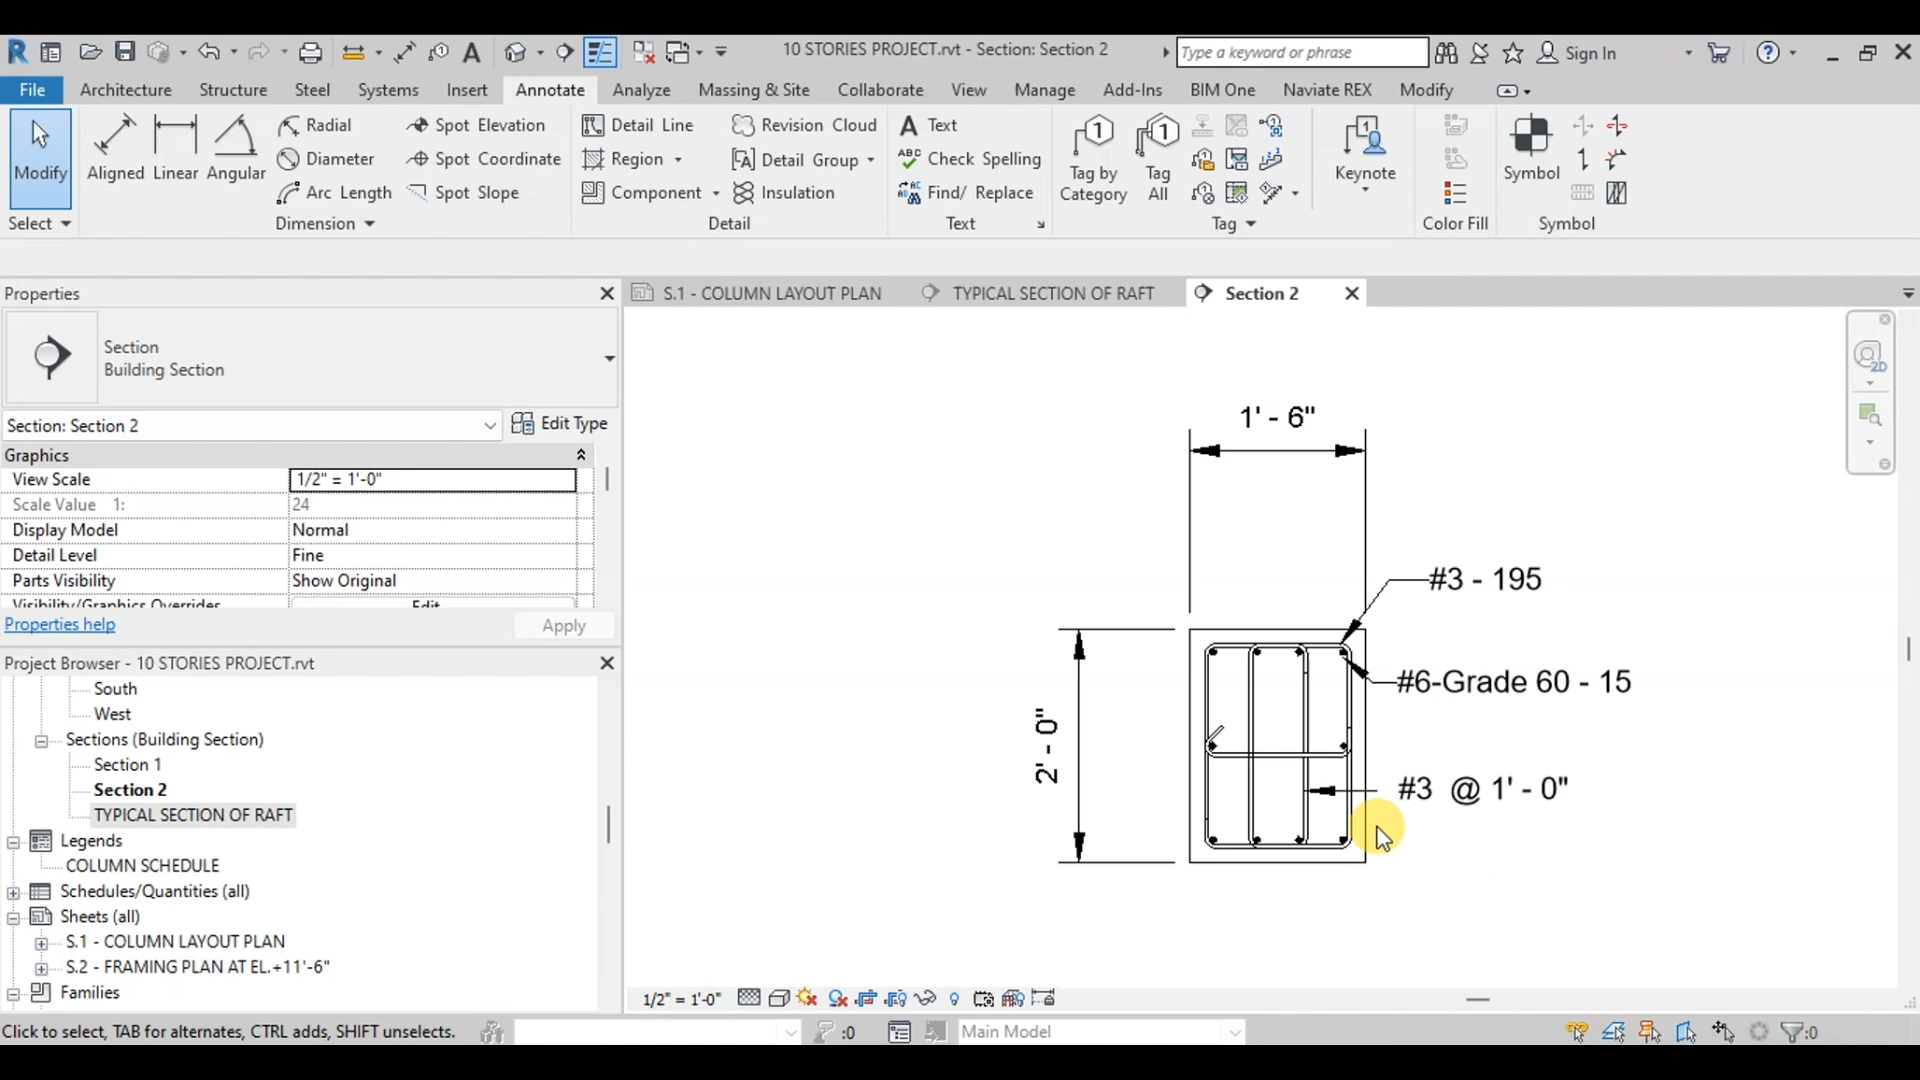 10 STORIES PROJECT.rvt - Section: Section 2
Type a keyword or phrase
Sign In
File Architecture Structure Steel Systems Insert Annotate Analyze Massing & Site Collaborate View Manage Add-Ins BIM One Naviate REX Modify
Modify
Select
Aligned
Linear
Angular
Radial
Diameter
Arc Length
Spot Elevation
Spot Coordinate
Spot Slope
Dimension
Detail Line
Region
Component
Revision Cloud
Detail Group
Insulation
Detail
Text
Check Spelling
Find/ Replace
Text
Tag by
Category
Tag
All
Tag
Keynote
Color Fill
Symbol
Symbol
Properties
Section
Building Section
Section: Section 2
Edit Type
Graphics
View Scale 1/2" = 1'-0"
Scale Value 1: 24
Display Model Normal
Detail Level Fine
Parts Visibility Show Original
Visibility/Graphics Overrides Edit...
Properties help
Apply
Project Browser - 10 STORIES PROJECT.rvt
South
West
Sections (Building Section)
Section 1
Section 2
TYPICAL SECTION OF RAFT
Legends
COLUMN SCHEDULE
Schedules/Quantities (all)
Sheets (all)
S.1 - COLUMN LAYOUT PLAN
S.2 - FRAMING PLAN AT EL.+11'-6"
Families
S.1 - COLUMN LAYOUT PLAN
TYPICAL SECTION OF RAFT
Section 2
1' - 6"
#3 - 195
#6-Grade 60 - 15
2' - 0"
#3 @ 1' - 0"
2D
1/2" = 1'-0"
Click to select, TAB for alternates, CTRL adds, SHIFT unselects.
:0
Main Model
:0